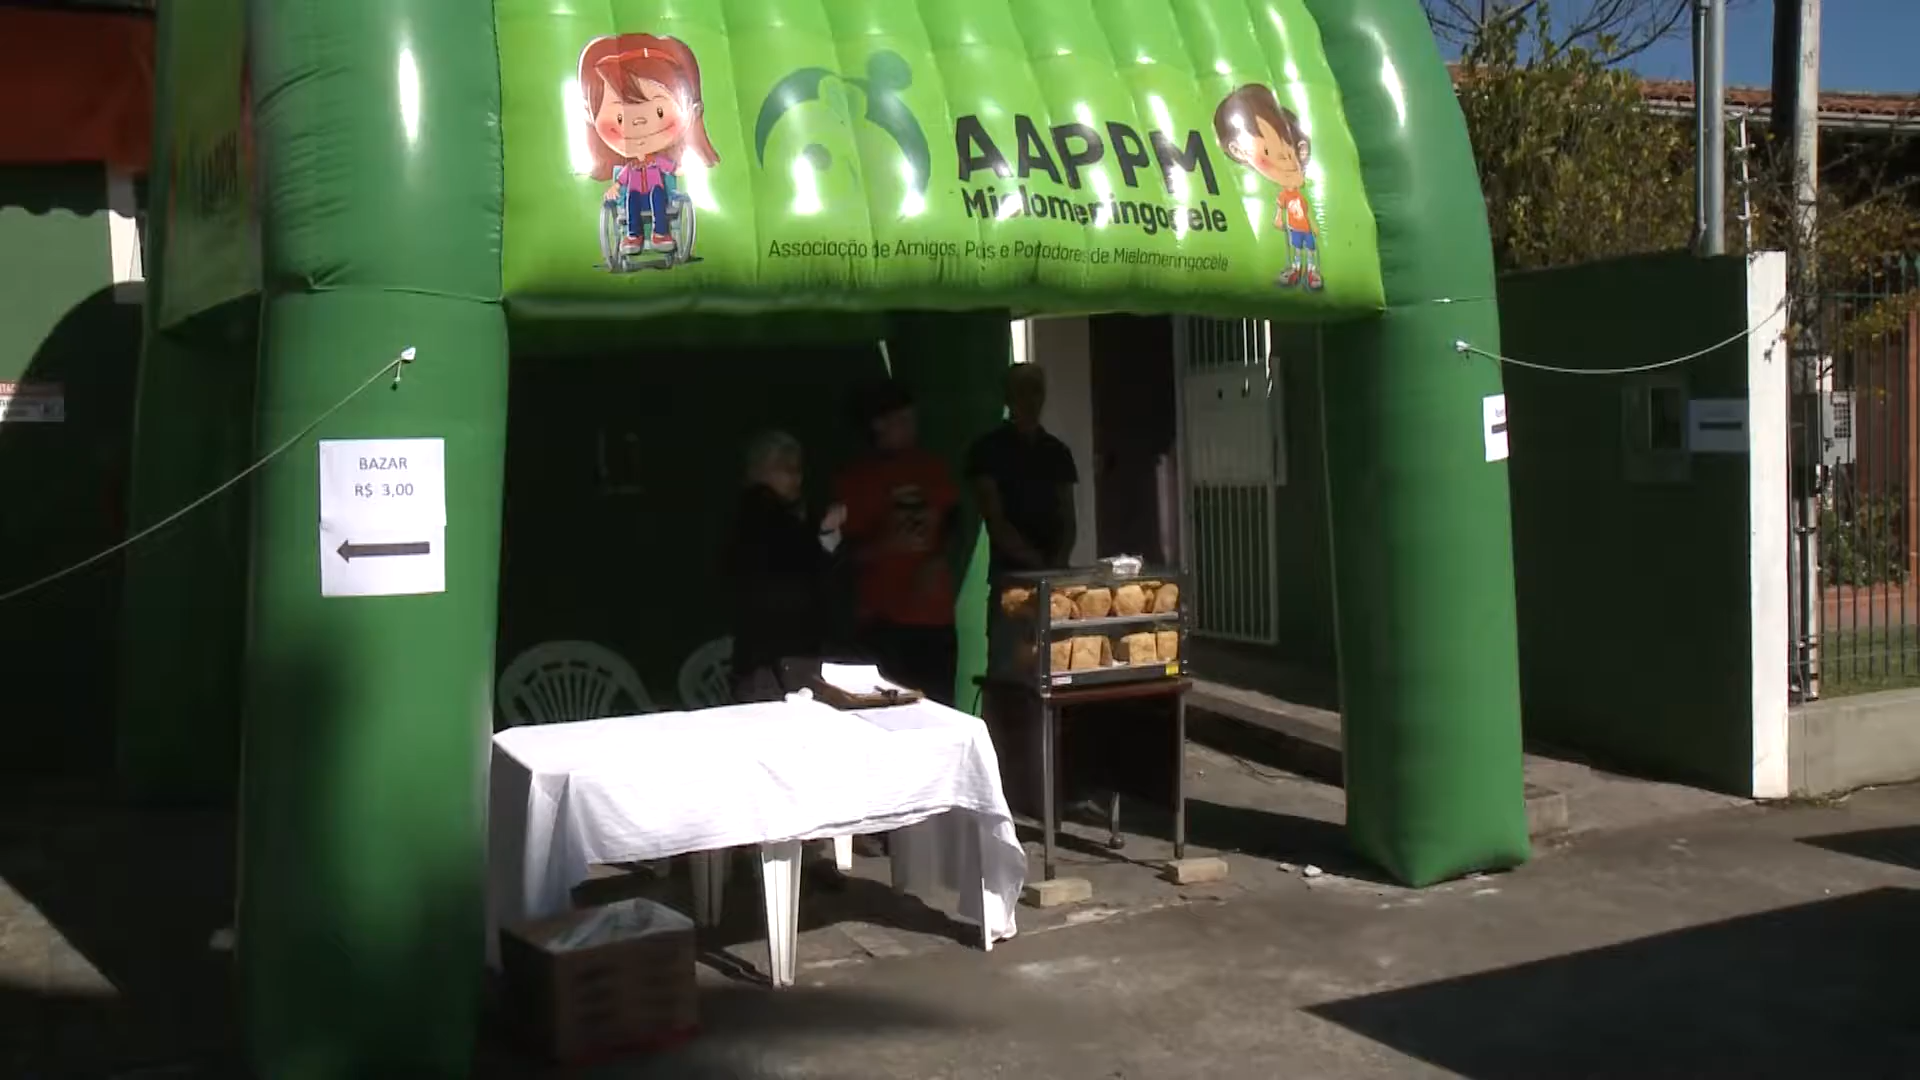 AAPPM
Mielomeningocele
Associação de Amigos, Pais e Portadores de Mielomeningocele
BAZAR
R$ 3,00